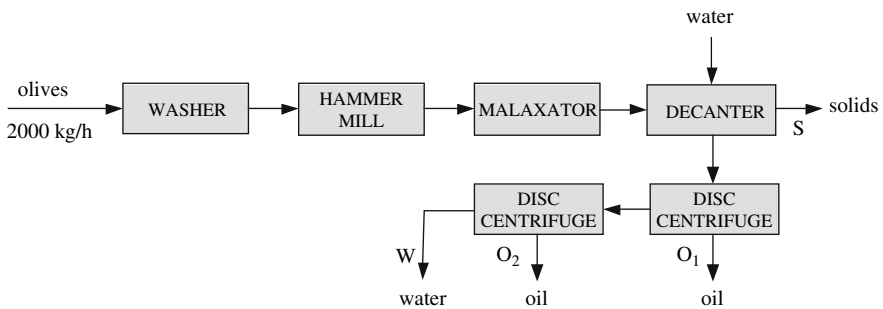 water
olives
2000 kg/h
WASHER
HAMMER
MILL
MALAXATOR
DECANTER
solids
S
DISC
CENTRIFUGE
DISC
CENTRIFUGE
W
O2
O1
water
oil
oil